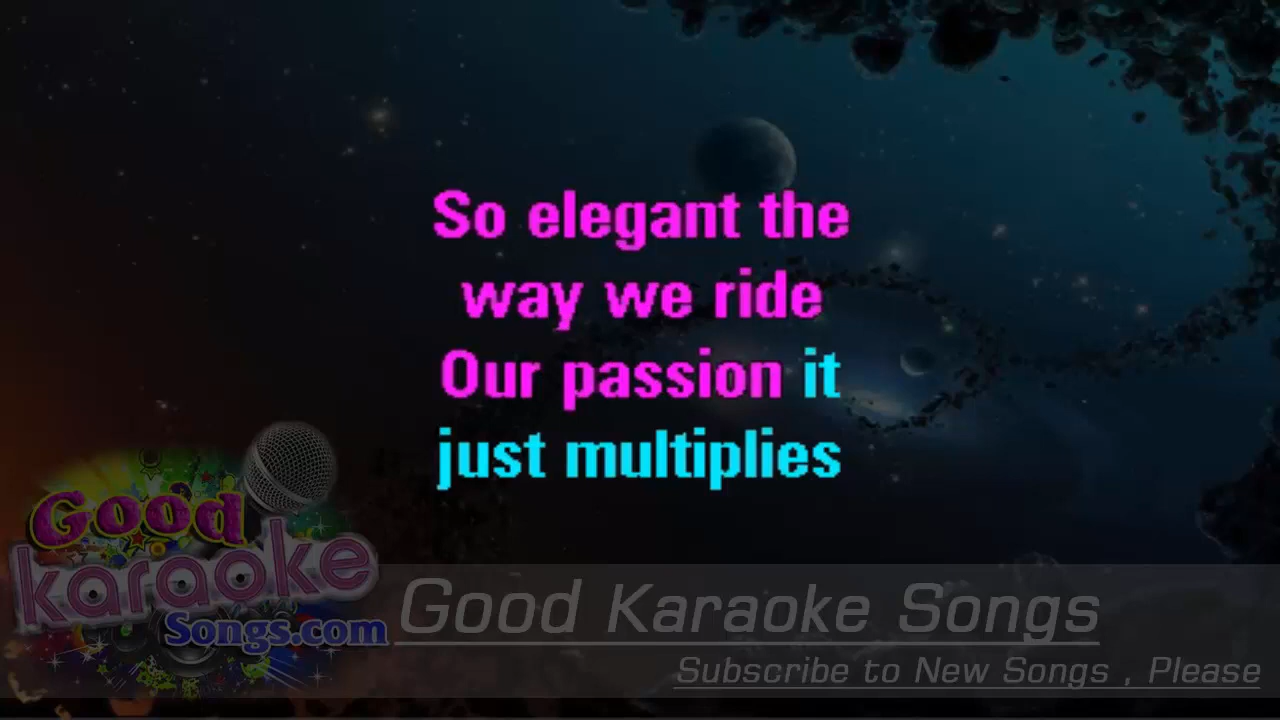 So elegant the
way we ride
Our passion it
just multiplies
Good
karaoke
Songs.com
Good Karaoke Songs
Subscribe to New Songs , Please